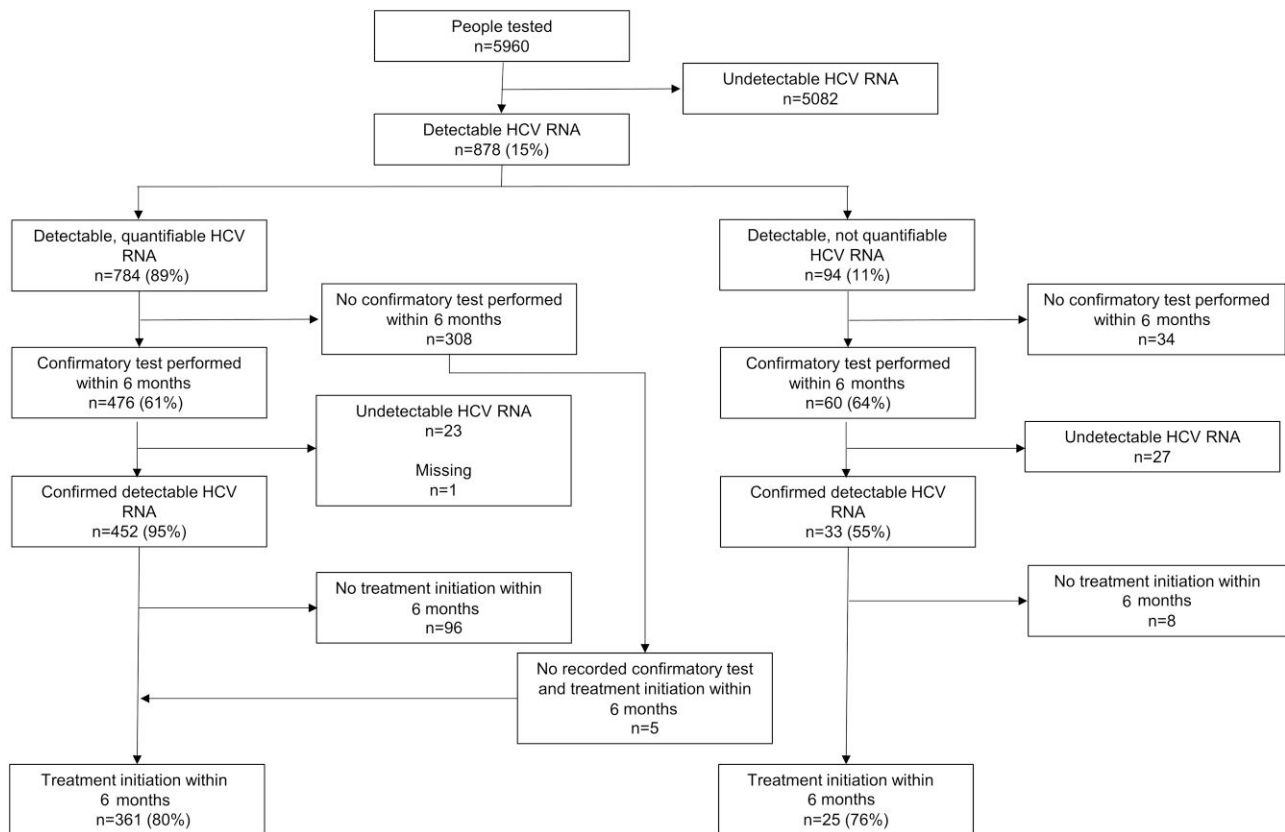 People tested
n=5960
Undetectable HCV RNA
n=5082
Detectable HCV RNA
n=878 (15%)
Detectable, quantifiable HCV
RNA
n=784 (89%)
Detectable, not quantifiable
HCV RNA
n=94 (11%)
No confirmatory test performed
within 6 months
n=308
No confirmatory test performed
within 6 months
n=34
Confirmatory test performed
within 6 months
n=476 (61%)
Confirmatory test performed
within 6 months
n=60 (64%)
Undetectable HCV RNA
n=23
Missing
n=1
Undetectable HCV RNA
n=27
Confirmed detectable HCV
RNA
n=452 (95%)
Confirmed detectable HCV
RNA
n=33 (55%)
No treatment initiation within
6 months
n=96
No treatment initiation within
6 months
n=8
No recorded confirmatory test
and treatment initiation within
6 months
n=5
Treatment initiation within
6 months
n=361 (80%)
Treatment initiation within
6 months
n=25 (76%)